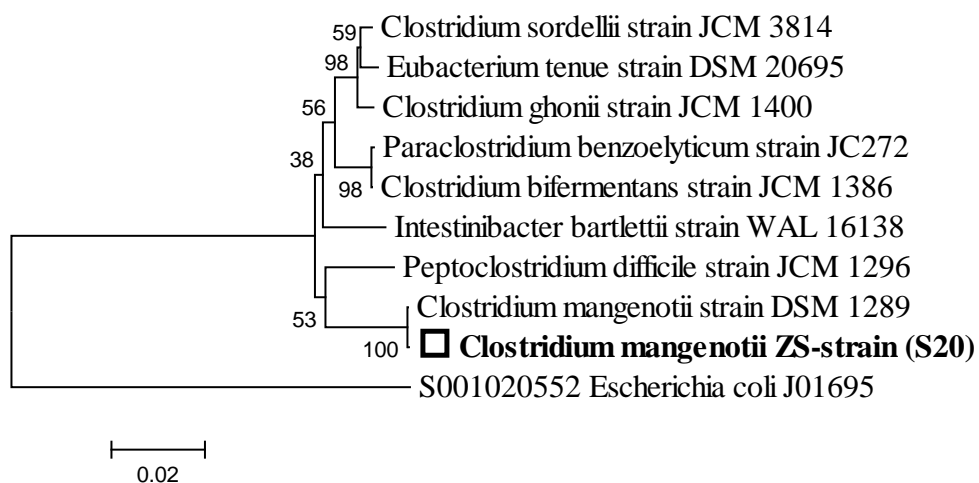 59
Clostridium sordellii strain JCM 3814
98
Eubacterium tenue strain DSM 20695
56
Clostridium ghonii strain JCM 1400
38
Paraclostridium benzoelyticum strain JC272
98
Clostridium bifermentans strain JCM 1386
Intestinibacter bartlettii strain WAL 16138
Peptoclostridium difficile strain JCM 1296
53
Clostridium mangenotii strain DSM 1289
100
Clostridium mangenotii ZS-strain (S20)
S001020552 Escherichia coli J01695
0.02